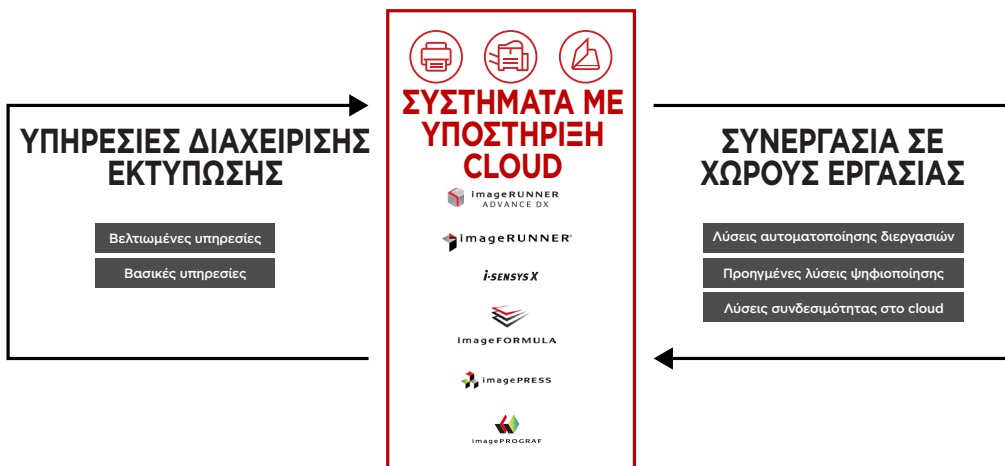 ΥΠΗΡΕΣΙΕΣ ΔΙΑΧΕΙΡΙΣΗΣ
ΕΚΤΥΠΩΣΗΣ
Βελτιωμένες υπηρεσίες
Βασικές υπηρεσίες
ΣΥΣΤΗΜΑΤΑ ΜΕ
ΥΠΟΣΤΗΡΙΞΗ
CLOUD
imageRUNNER
ADVANCE DX
imageRUNNER
i-SENSYS X
imageFORMULA
imagePRESS
imagePROGRAF
ΣΥΝΕΡΓΑΣΙΑ ΣΕ
ΧΩΡΟΥΣ ΕΡΓΑΣΙΑΣ
Λύσεις αυτοματοποίησης διεργασιών
Προηγμένες λύσεις ψηφιοποίησης
Λύσεις συνδεσιμότητας στο cloud